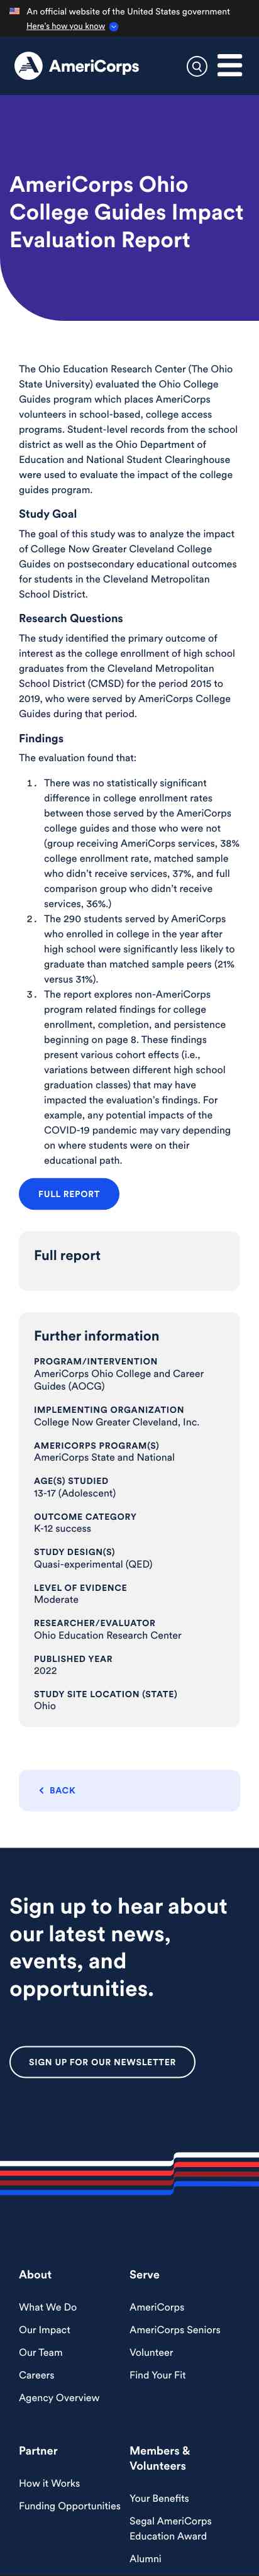 An official website of the United States government
Here's how you know
AmeriCorps
AmeriCorps Ohio
College Guides Impact
Evaluation Report
The Ohio Education Research Center (The Ohio
State University) evaluated the Ohio College
Guides program which places AmeriCorps
volunteers in school-based, college access
programs. Student-level records from the school
district as well as the Ohio Department of
Education and National Student Clearinghouse
were used to evaluate the impact of the college
guides program.
Study Goal
The goal of this study was to analyze the impact
of College Now Greater Cleveland College
Guides on postsecondary educational outcomes
for students in the Cleveland Metropolitan
School District.
Research Questions
The study identified the primary outcome of
interest as the college enrollment of high school
graduates from the Cleveland Metropolitan
School District (CMSD) for the period 2015 to
2019, who were served by AmeriCorps College
Guides during that period.
Findings
The evaluation found that:
1. There was no statistically significant
difference in college enrollment rates
between those served by the AmeriCorps
college guides and those who were not
(group receiving AmeriCorps services, 38%
college enrollment rate, matched sample
who didn't receive services, 37%, and full
comparison group who didn't receive
services, 36%.)
2. The 290 students served by AmeriCorps
who enrolled in college in the year after
high school were significantly less likely to
graduate than matched sample peers (21%
versus 31%).
3. The report explores non-AmeriCorps
program related findings for college
enrollment, completion, and persistence
beginning on page 8. These findings
present various cohort effects (i.e.,
variations between different high school
graduation classes) that may have
impacted the evaluation's findings. For
example, any potential impacts of the
COVID-19 pandemic may vary depending
on where students were on their
educational path.
FULL REPORT
Full report
Further information
PROGRAM/INTERVENTION
AmeriCorps Ohio College and Career
Guides (AOCG)
IMPLEMENTING ORGANIZATION
College Now Greater Cleveland, Inc.
AMERICORPS PROGRAM(S)
AmeriCorps State and National
AGE(S) STUDIED
13-17 (Adolescent)
OUTCOME CATEGORY
K-12 success
STUDY DESIGN(S)
Quasi-experimental (QED)
LEVEL OF EVIDENCE
Moderate
RESEARCHER/EVALUATOR
Ohio Education Research Center
PUBLISHED YEAR
2022
STUDY SITE LOCATION (STATE)
Ohio
BACK
Sign up to hear about
our latest news,
events, and
opportunities.
SIGN UP FOR OUR NEWSLETTER
About
What We Do
Our Impact
Our Team
Careers
Agency Overview
Serve
AmeriCorps
AmeriCorps Seniors
Volunteer
Find Your Fit
Partner
How it Works
Funding Opportunities
Members &
Volunteers
Your Benefits
Segal AmeriCorps
Education Award
Alumni